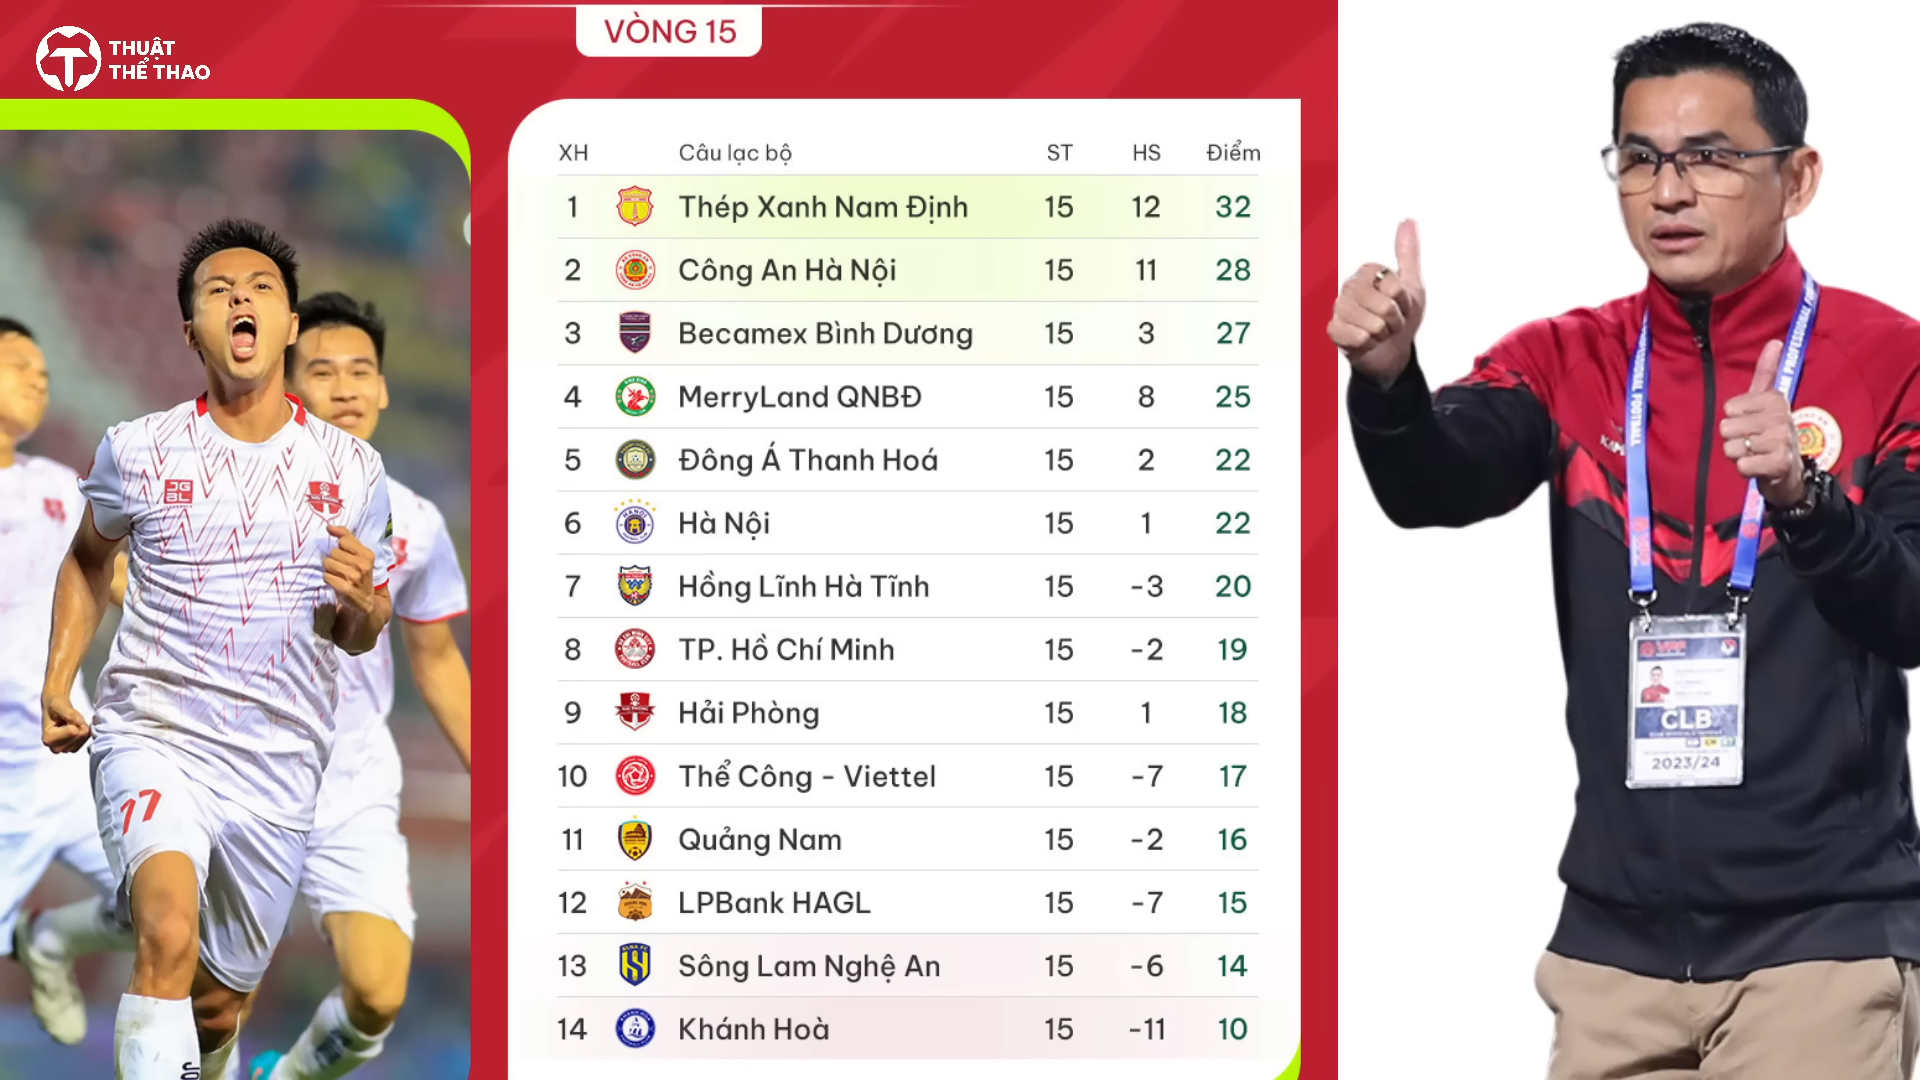 THUẬT
THỂ THAO
VÒNG 15
XH Câu lạc bộ ST HS Điểm
1 Thép Xanh Nam Định 15 12 32
2 Công An Hà Nội 15 11 28
3 Becamex Bình Dương 15 3 27
4 MerryLand QNBĐ 15 8 25
5 Đông Á Thanh Hoá 15 2 22
6 Hà Nội 15 1 22
7 Hồng Lĩnh Hà Tĩnh 15 -3 20
8 TP. Hồ Chí Minh 15 -2 19
9 Hải Phòng 15 1 18
10 Thể Công - Viettel 15 -7 17
11 Quảng Nam 15 -2 16
12 LPBank HAGL 15 -7 15
13 Sông Lam Nghệ An 15 -6 14
14 Khánh Hoà 15 -11 10
JG
BL
HẢI PHÒNG
77
CLB
2023/24